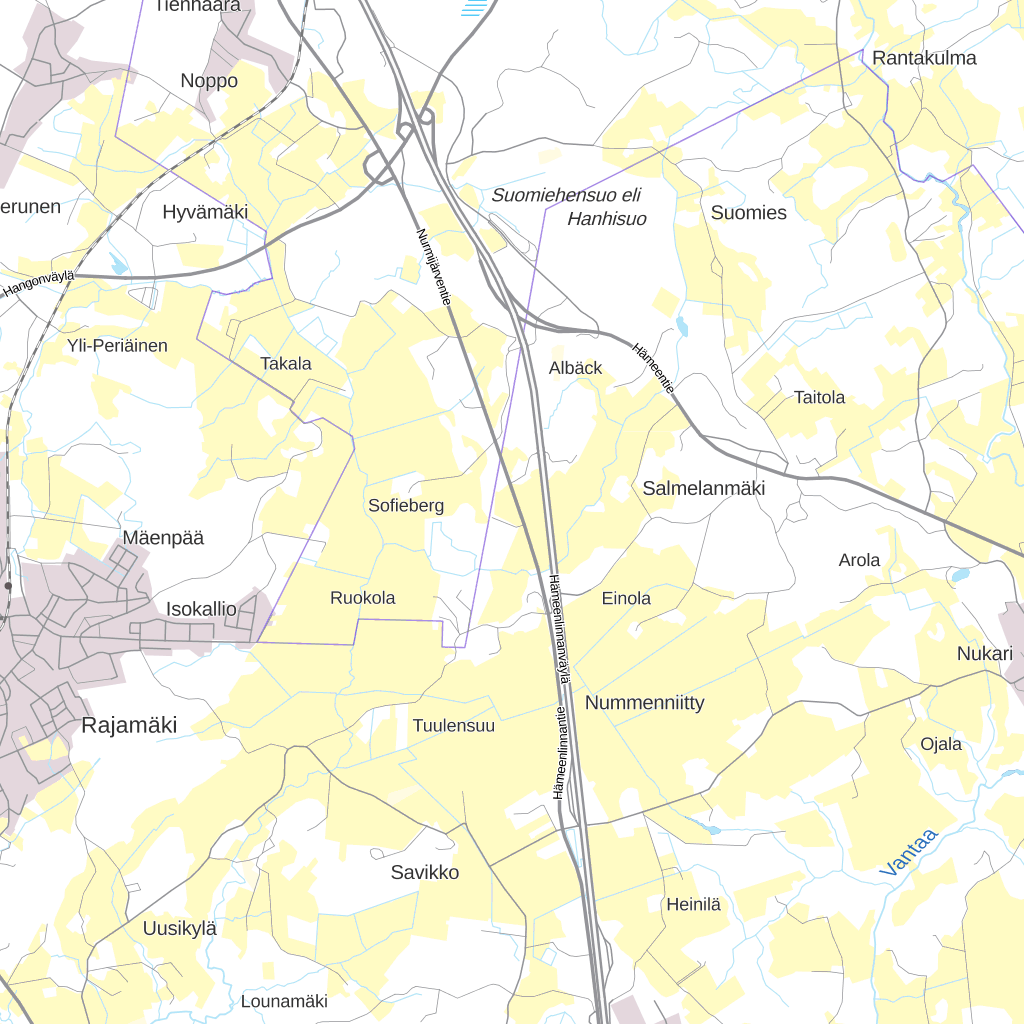 Tiennaara
Rantakulma
Noppo
Suomiehensuo eli
Hanhisuo
erunen
Hyvämäki
Suomies
Nurmijärventie
Hangonväylä
Yli-Periäinen
Takala
Albäck
Hämeentie
Taitola
Salmelanmäki
Sofieberg
Mäenpää
Arola
Isokallio
Ruokola
Einola
Hämeenlinnanväylä
Nukari
Rajamäki
Tuulensuu
Nummenniitty
Hämeenlinnantie
Ojala
Vantaa
Savikko
Heinilä
Uusikylä
Lounamäki